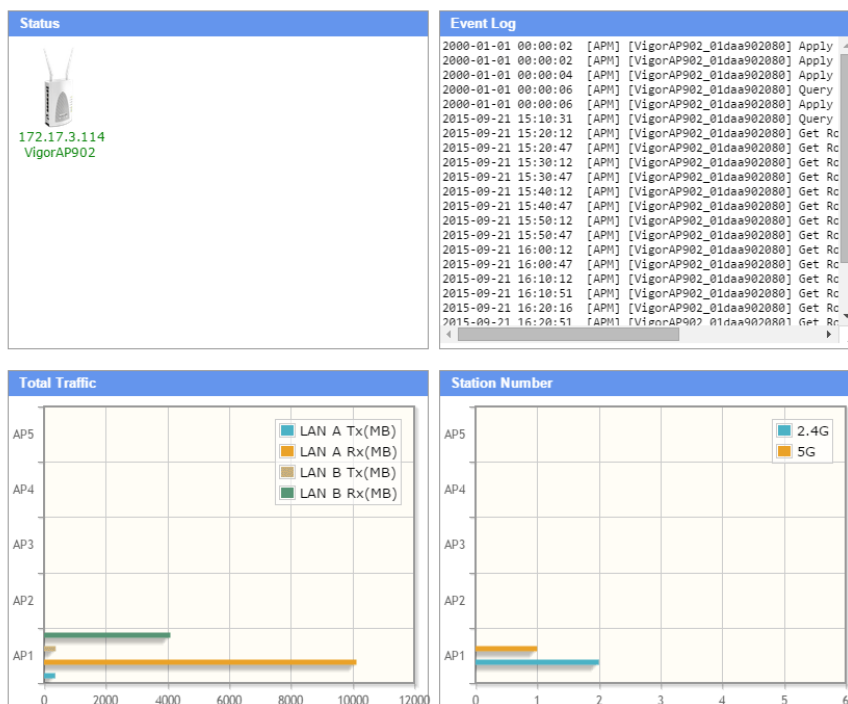 Status
172.17.3.114
VigorAP902
Event Log
2000-01-01 00:00:02 [APM] [VigorAP902_01daa902080] Apply
2000-01-01 00:00:02 [APM] [VigorAP902_01daa902080] Apply
2000-01-01 00:00:04 [APM] [VigorAP902_01daa902080] Apply
2000-01-01 00:00:06 [APM] [VigorAP902_01daa902080] Query
2000-01-01 00:00:06 [APM] [VigorAP902_01daa902080] Apply
2015-09-21 15:10:31 [APM] [VigorAP902_01daa902080] Query
2015-09-21 15:20:12 [APM] [VigorAP902_01daa902080] Get
2015-09-21 15:20:47 [APM] [VigorAP902_01daa902080] Get
2015-09-21 15:30:12 [APM] [VigorAP902_01daa902080] Get
2015-09-21 15:30:47 [APM] [VigorAP902_01daa902080] Get
2015-09-21 15:40:12 [APM] [VigorAP902_01daa902080] Get
2015-09-21 15:40:47 [APM] [VigorAP902_01daa902080] Get
2015-09-21 15:50:12 [APM] [VigorAP902_01daa902080] Get
2015-09-21 15:50:47 [APM] [VigorAP902_01daa902080] Get
2015-09-21 16:00:12 [APM] [VigorAP902_01daa902080] Get
2015-09-21 16:00:47 [APM] [VigorAP902_01daa902080] Get
2015-09-21 16:10:12 [APM] [VigorAP902_01daa902080] Get
2015-09-21 16:10:51 [APM] [VigorAP902_01daa902080] Get
2015-09-21 16:20:16 [APM] [VigorAP902_01daa902080] Get
2015-09-21 16:20:51 [APM] [VigorAP902_01daa902080] Get
Total Traffic
LAN A Tx(MB)
LAN A Rx(MB)
LAN B Tx(MB)
LAN B Rx(MB)
AP5
AP4
AP3
AP2
AP1
0 2000 4000 6000 8000 10000 12000
Station Number
2.4G
5G
AP5
AP4
AP3
AP2
AP1
0 1 2 3 4 5 6